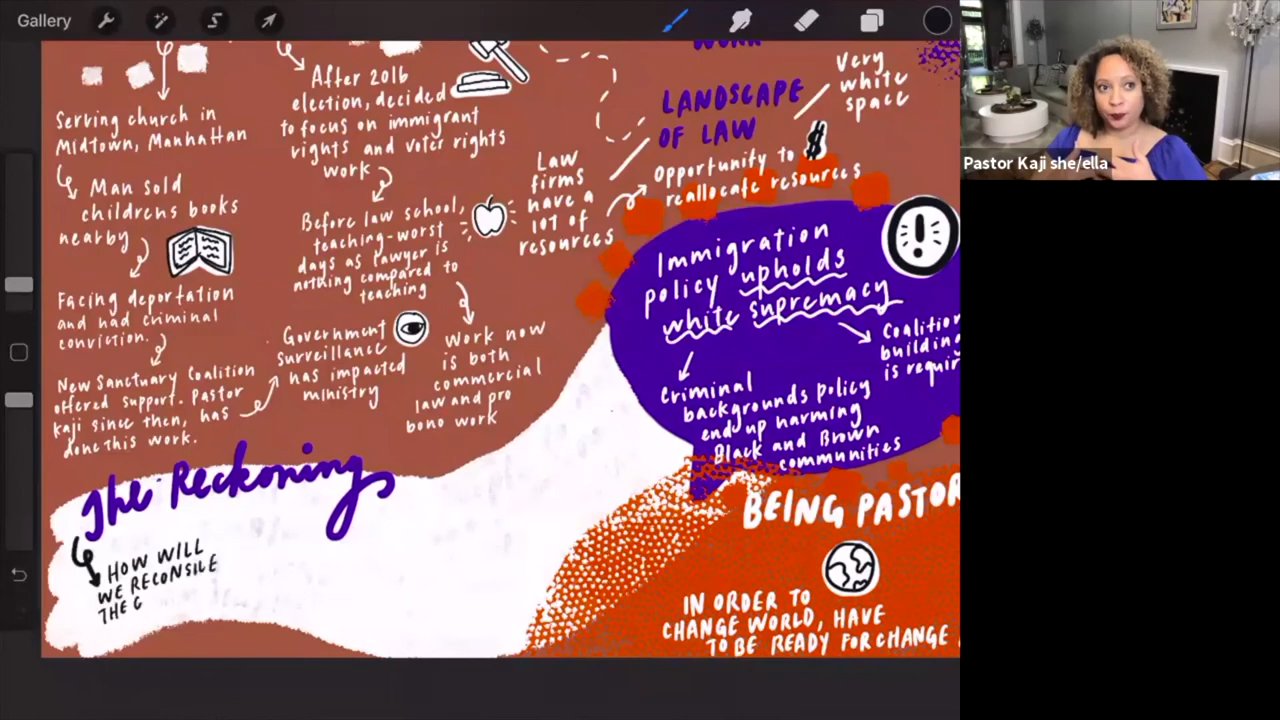 Gallery
Serving church in
Midtown, Manhattan
Man sold
childrens books
nearby
Facing deportation
and had criminal
conviction.
New Sanctuary Coalition
offered support. Pastor
Kaji since then, has
done this work.
Government
surveillance
has impacted
ministry
After 2016
election, decided
to focus on immigrant
rights and voter rights
work
Before law school,
teaching-worst
days as lawyer is
nothing compared to
teaching
Work now
is both
commercial
law and pro
bono work
Law
firms
have a
lot of
resources
WORK
LANDSCAPE
OF LAW
Very
white
space
Opportunity to $
reallocate resources
Immigration
policy upholds
white supremacy
!
Criminal
backgrounds policy
end up harming
Black and Brown
communities
Coalition
building
is requir
The Reckoning
HOW WILL
WE RECONSILE
THE C
BEING PASTOR
IN ORDER TO
CHANGE WORLD, HAVE
TO BE READY FOR CHANGE
Pastor Kaji she/ella